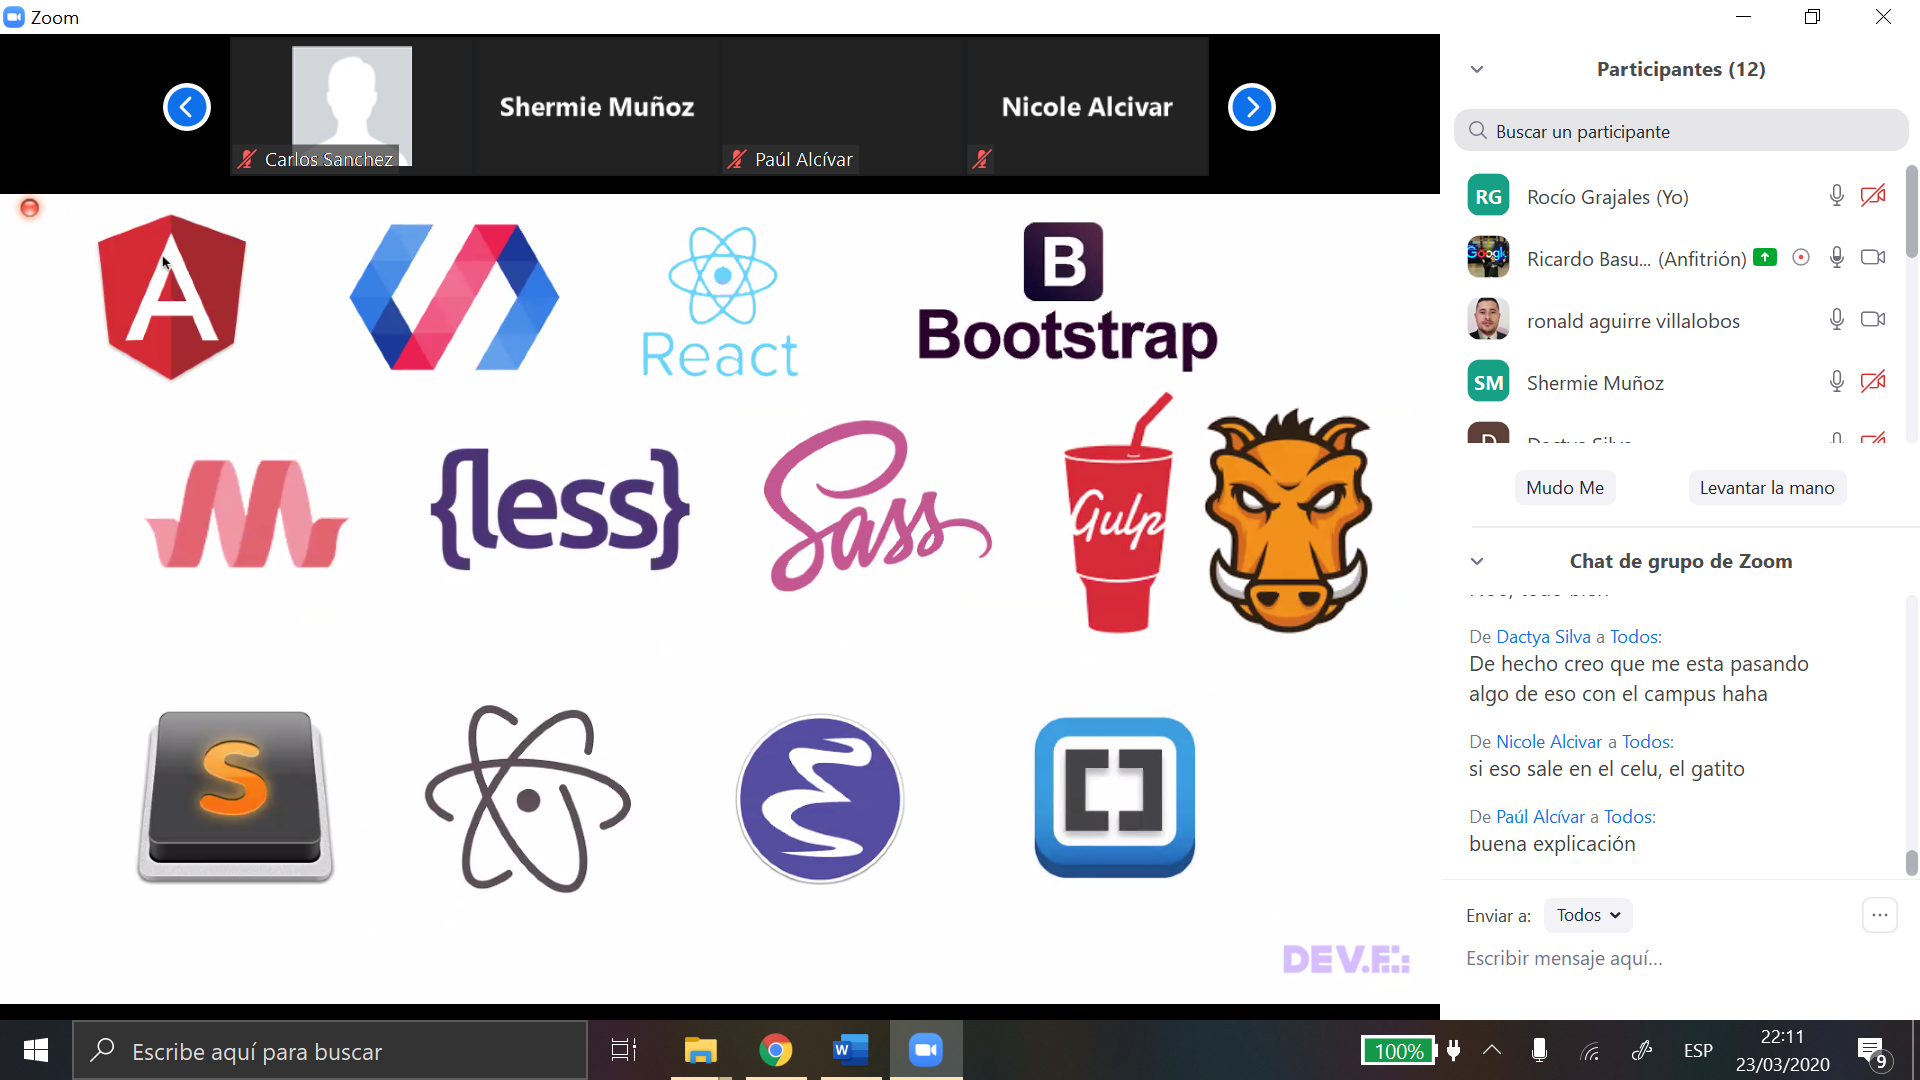 Zoom
Carlos Sanchez
Shermie Muñoz
Paúl Alcívar
Nicole Alcivar
A
React
B
Bootstrap
{less}
Sass
Gulp
S
DEV.F
Participantes (12)
Buscar un participante
RG
Rocío Grajales (Yo)
Google
Ricardo Basu... (Anfitrión)
ronald aguirre villalobos
SM
Shermie Muñoz
D
Dactya Silva
Mudo Me
Levantar la mano
Chat de grupo de Zoom
De Dactya Silva a Todos:
De hecho creo que me esta pasando
algo de eso con el campus haha
De Nicole Alcivar a Todos:
si eso sale en el celu, el gatito
De Paúl Alcívar a Todos:
buena explicación
Enviar a:
Todos
Escribir mensaje aquí...
Escribe aquí para buscar
W
100%
ESP
22:11
23/03/2020
9